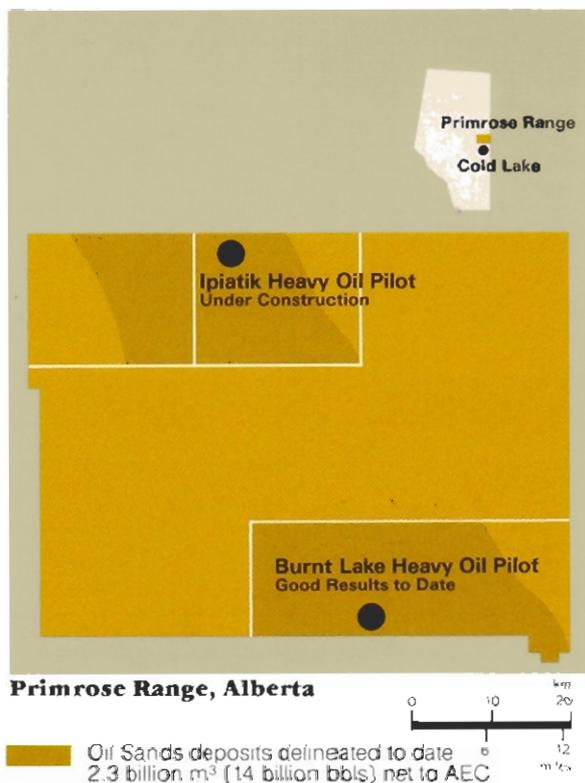 Primrose Range
Cold Lake
Ipiatik Heavy Oil Pilot
Under Construction
Burnt Lake Heavy Oil Pilot
Good Results to Date
Primrose Range, Alberta
km
0 10 20
6 12
Oil Sands deposits delineated to date
2.3 billion m³ (14 billion bbls) net to AEC